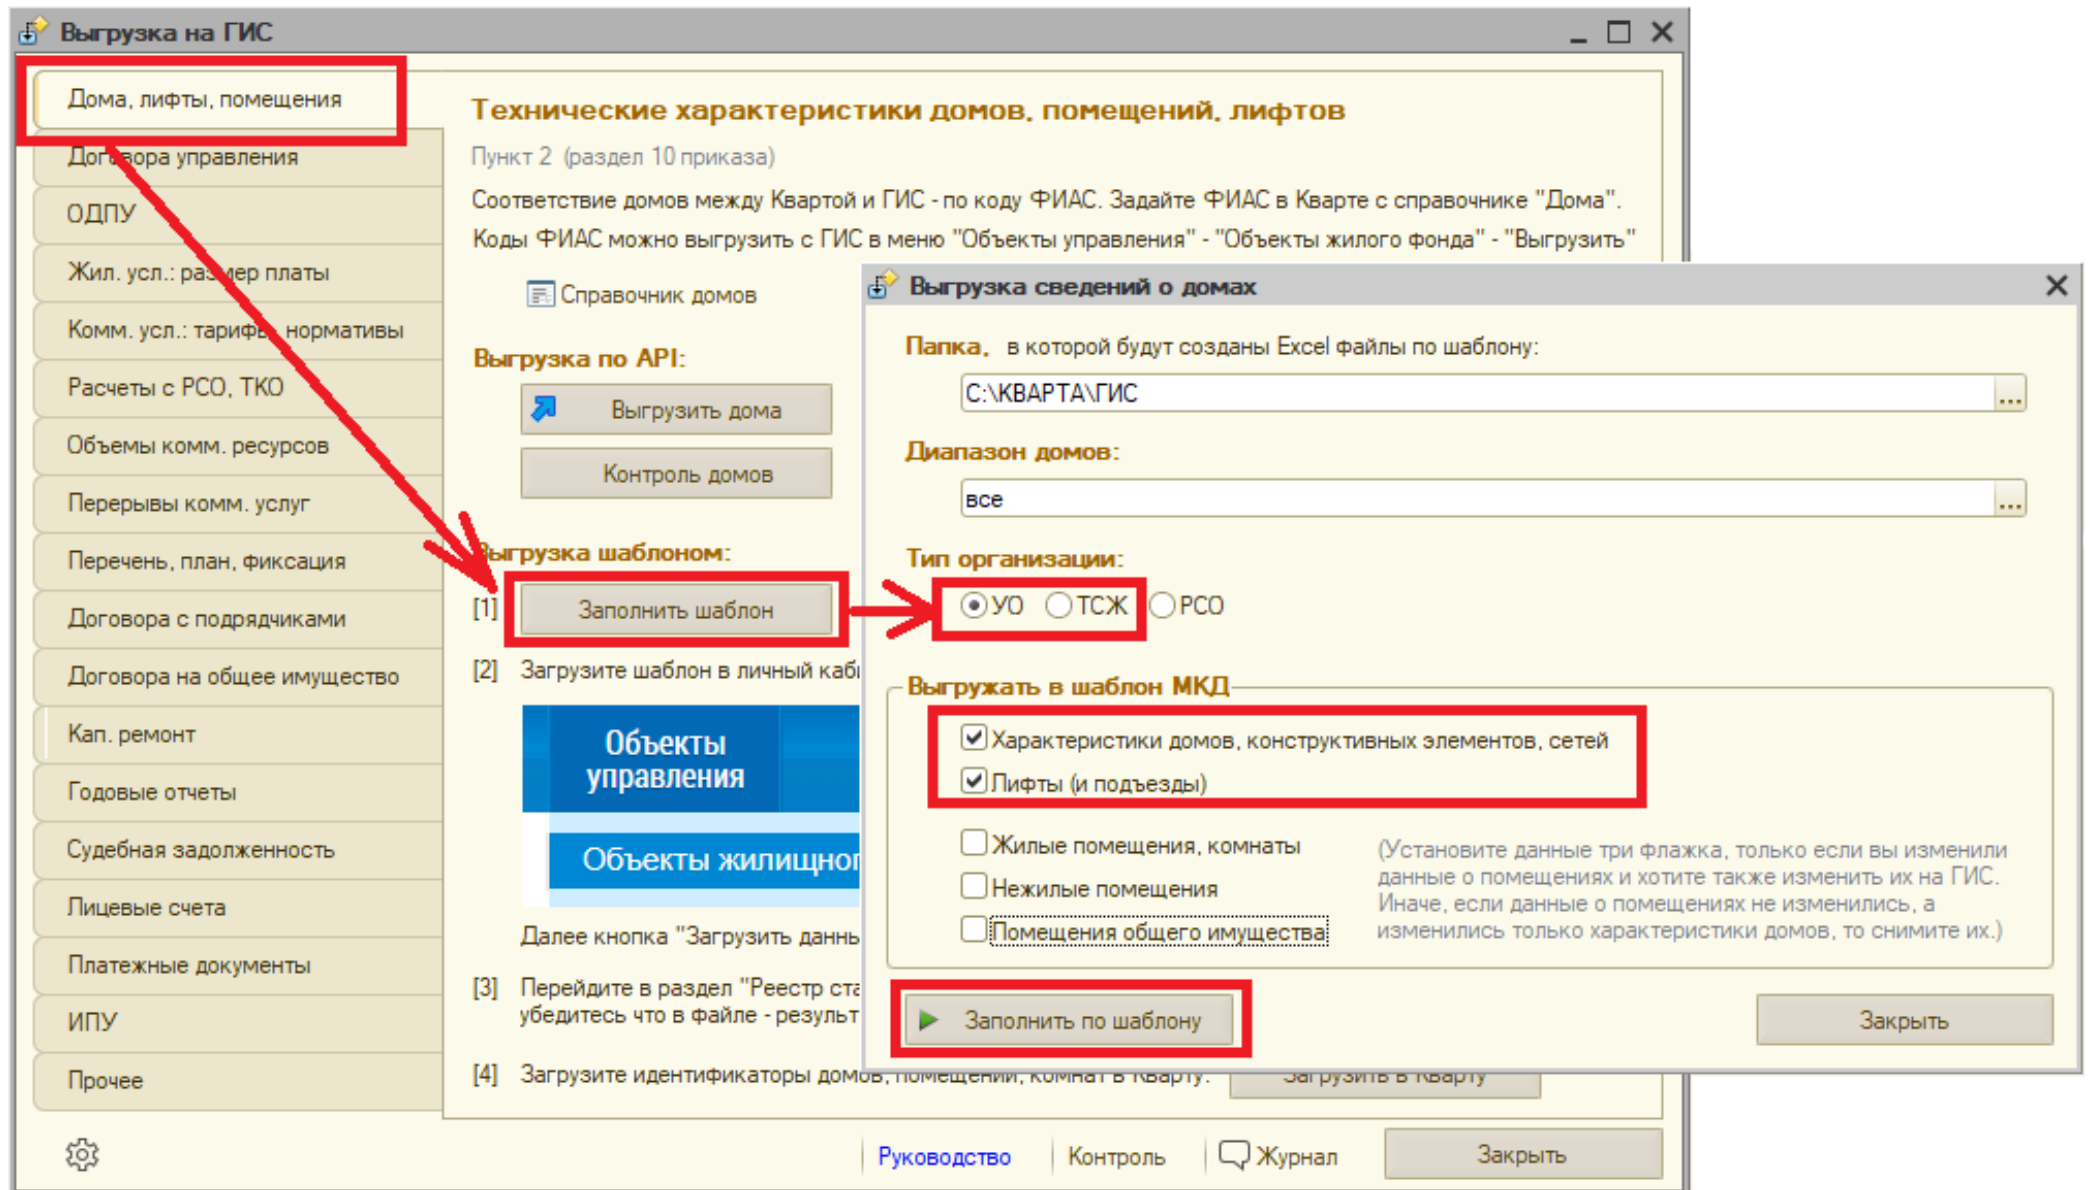 Выгрузка на ГИС
Дома, лифты, помещения
Договора управления
ОДПУ
Жил. усл.: размер платы
Комм. усл.: тарифы, нормативы
Расчеты с РСО, ТКО
Объемы комм. ресурсов
Перерывы комм. услуг
Перечень, план, фиксация
Договора с подрядчиками
Договора на общее имущество
Кап. ремонт
Годовые отчеты
Судебная задолженность
Лицевые счета
Платежные документы
ИПУ
Прочее
Технические характеристики домов, помещений, лифтов
Пункт 2 (раздел 10 приказа)
Соответствие домов между Квартой и ГИС - по коду ФИАС. Задайте ФИАС в Кварте с справочнике "Дома".
Коды ФИАС можно выгрузить с ГИС в меню "Объекты управления" - "Объекты жилого фонда" - "Выгрузить"
Справочник домов
Выгрузка по API:
Выгрузить дома
Контроль домов
Выгрузка шаблоном:
[1] Заполнить шаблон
[2] Загрузите шаблон в личный каби
Объекты
управления
Объекты жилищног
Далее кнопка "Загрузить данны
[3] Перейдите в раздел "Реестр ста
убедитесь что в файле - результ
[4] Загрузите идентификаторы домов, помещений, комнат в Кварту. Загрузить в Кварту
Выгрузка сведений о домах
Папка, в которой будут созданы Excel файлы по шаблону:
C:\КВАРТА\ГИС
...
Диапазон домов:
все
...
Тип организации:
УО ТСЖ РСО
Выгружать в шаблон МКД
Характеристики домов, конструктивных элементов, сетей
Лифты (и подъезды)
Жилые помещения, комнаты
Нежилые помещения
Помещения общего имущества
(Установите данные три флажка, только если вы изменили
данные о помещениях и хотите также изменить их на ГИС.
Иначе, если данные о помещениях не изменились, а
изменились только характеристики домов, то снимите их.)
Заполнить по шаблону
Закрыть
Руководство
Контроль
Журнал
Закрыть